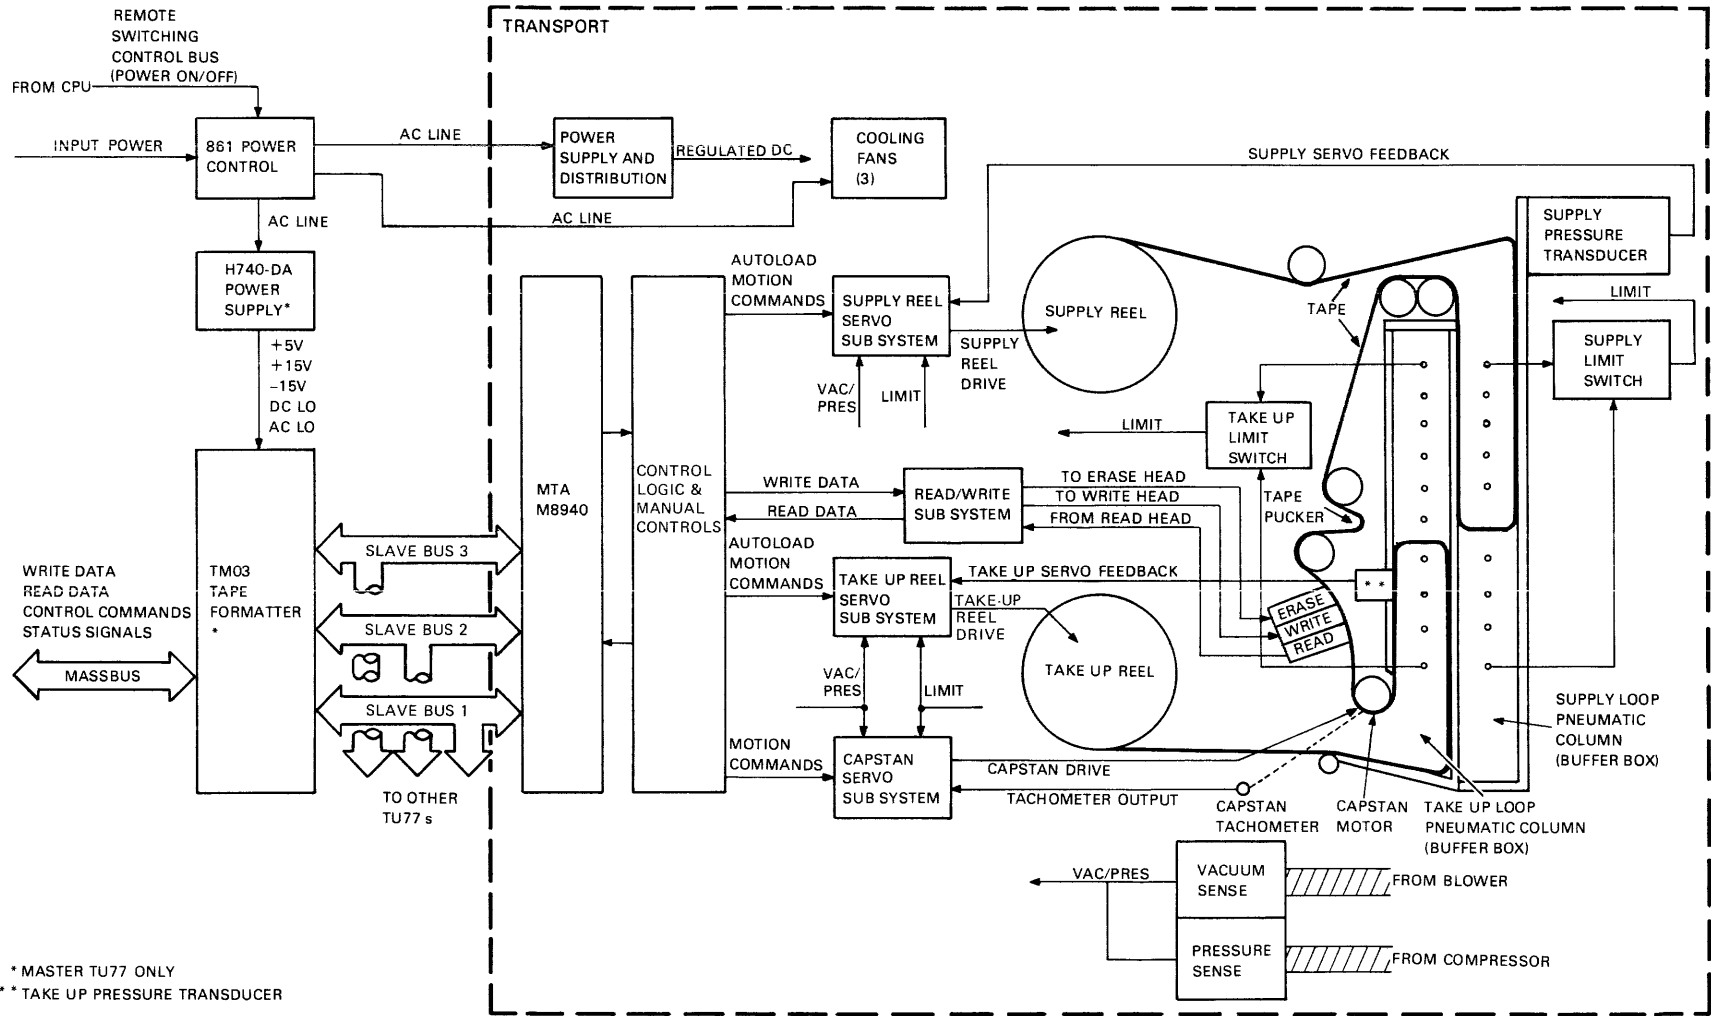 REMOTE
SWITCHING
CONTROL BUS
(POWER ON/OFF)
FROM CPU
INPUT POWER
861 POWER
CONTROL
AC LINE
AC LINE
AC LINE
H740-DA
POWER
SUPPLY*
+5V
+15V
-15V
DC LO
AC LO
TM03
TAPE
FORMATTER
*
WRITE DATA
READ DATA
CONTROL COMMANDS
STATUS SIGNALS
MASSBUS
SLAVE BUS 3
SLAVE BUS 2
SLAVE BUS 1
TO OTHER
TU77 s
TRANSPORT
POWER
SUPPLY AND
DISTRIBUTION
REGULATED DC
COOLING
FANS
(3)
MTA
M8940
CONTROL
LOGIC &
MANUAL
CONTROLS
AUTOLOAD
MOTION
COMMANDS
SUPPLY REEL
SERVO
SUB SYSTEM
VAC/
PRES
LIMIT
SUPPLY
REEL
DRIVE
SUPPLY REEL
SUPPLY SERVO FEEDBACK
SUPPLY
PRESSURE
TRANSDUCER
TAPE
LIMIT
SUPPLY
LIMIT
SWITCH
LIMIT
TAKE UP
LIMIT
SWITCH
WRITE DATA
READ DATA
READ/WRITE
SUB SYSTEM
TO ERASE HEAD
TO WRITE HEAD
FROM READ HEAD
TAPE
PUCKER
AUTOLOAD
MOTION
COMMANDS
TAKE UP REEL
SERVO
SUB SYSTEM
TAKE UP SERVO FEEDBACK
* *
TAKE-UP
REEL
DRIVE
ERASE
WRITE
READ
TAKE UP REEL
VAC/
PRES
LIMIT
MOTION
COMMANDS
CAPSTAN
SERVO
SUB SYSTEM
CAPSTAN DRIVE
TACHOMETER OUTPUT
CAPSTAN
TACHOMETER
CAPSTAN
MOTOR
TAKE UP LOOP
PNEUMATIC COLUMN
(BUFFER BOX)
SUPPLY LOOP
PNEUMATIC
COLUMN
(BUFFER BOX)
VAC/PRES
VACUUM
SENSE
FROM BLOWER
PRESSURE
SENSE
FROM COMPRESSOR
* MASTER TU77 ONLY
* * TAKE UP PRESSURE TRANSDUCER